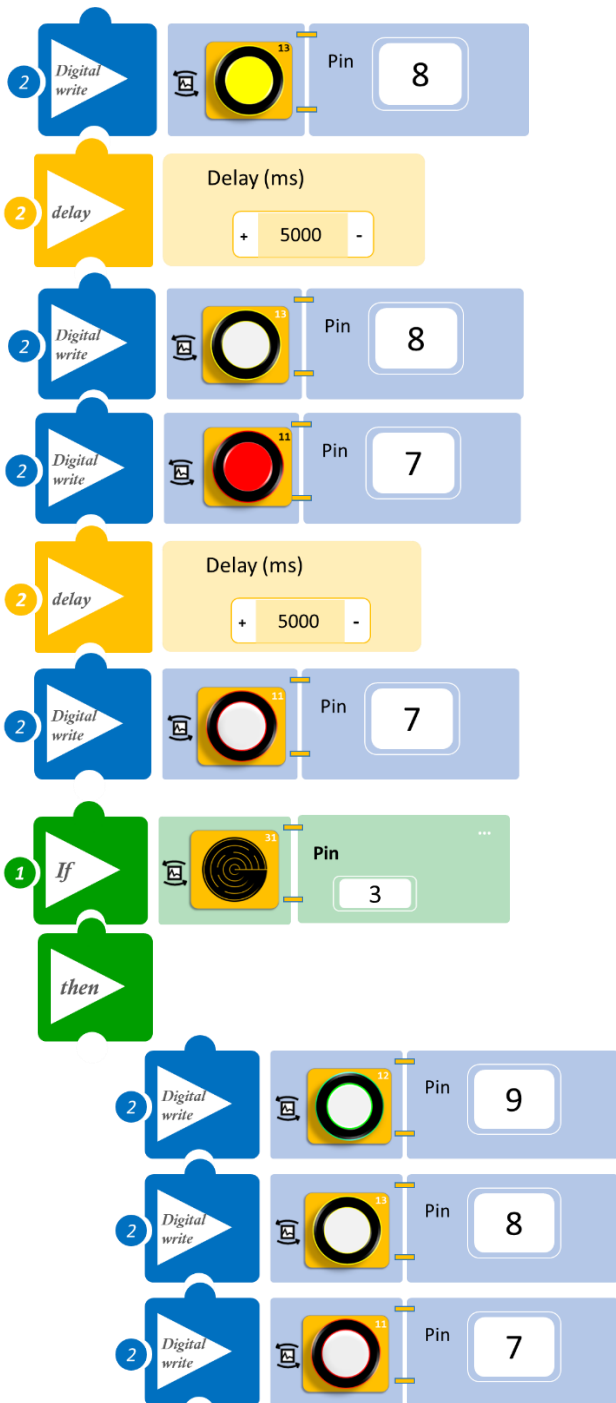 13
Pin
8
2
Digital
write
Delay (ms)
2
delay
+ 5000 -
13
Pin
8
2
Digital
write
11
Pin
7
2
Digital
write
Delay (ms)
2
delay
+ 5000 -
11
Pin
7
2
Digital
write
31
...
Pin
1
If
3
then
12
Pin
9
2
Digital
write
13
Pin
8
2
Digital
write
11
Pin
7
2
Digital
write